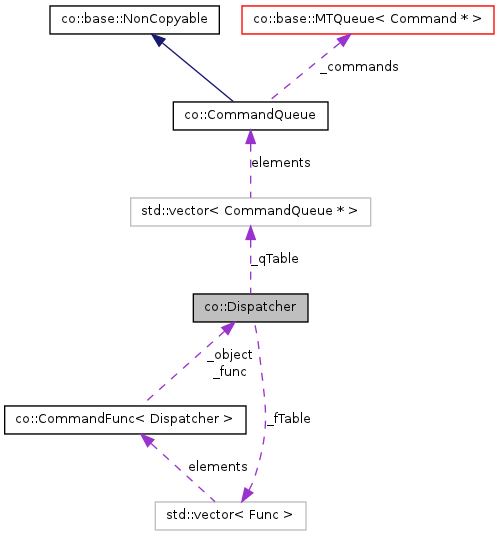 co::base::NonCopyable
co::base::MTQueue< Command * >
_commands
co::CommandQueue
elements
std::vector< CommandQueue * >
_qTable
co::Dispatcher
_object
_func
co::CommandFunc< Dispatcher >
_fTable
elements
std::vector< Func >